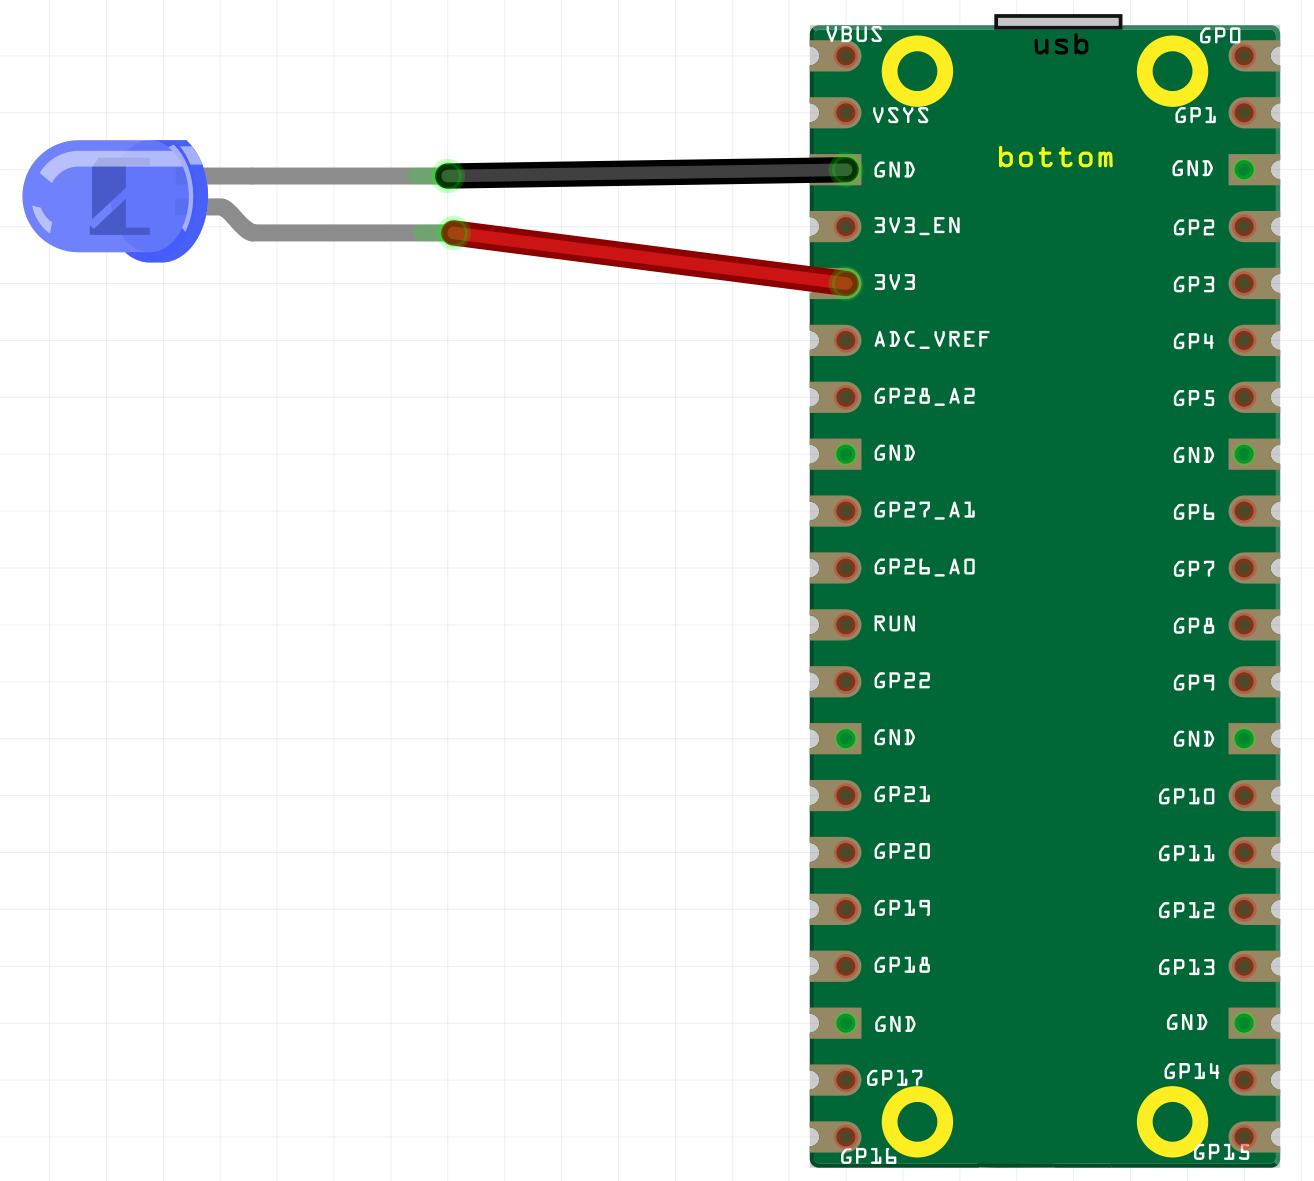 usb
VBUS GP0
VSYS GP1
bottom
GND GND
3V3_EN GP2
3V3 GP3
ADC_VREF GP4
GP28_A2 GP5
GND GND
GP27_A1 GP6
GP26_A0 GP7
RUN GP8
GP22 GP9
GND GND
GP21 GP10
GP20 GP11
GP19 GP12
GP18 GP13
GND GND
GP17 GP14
GP16 GP15